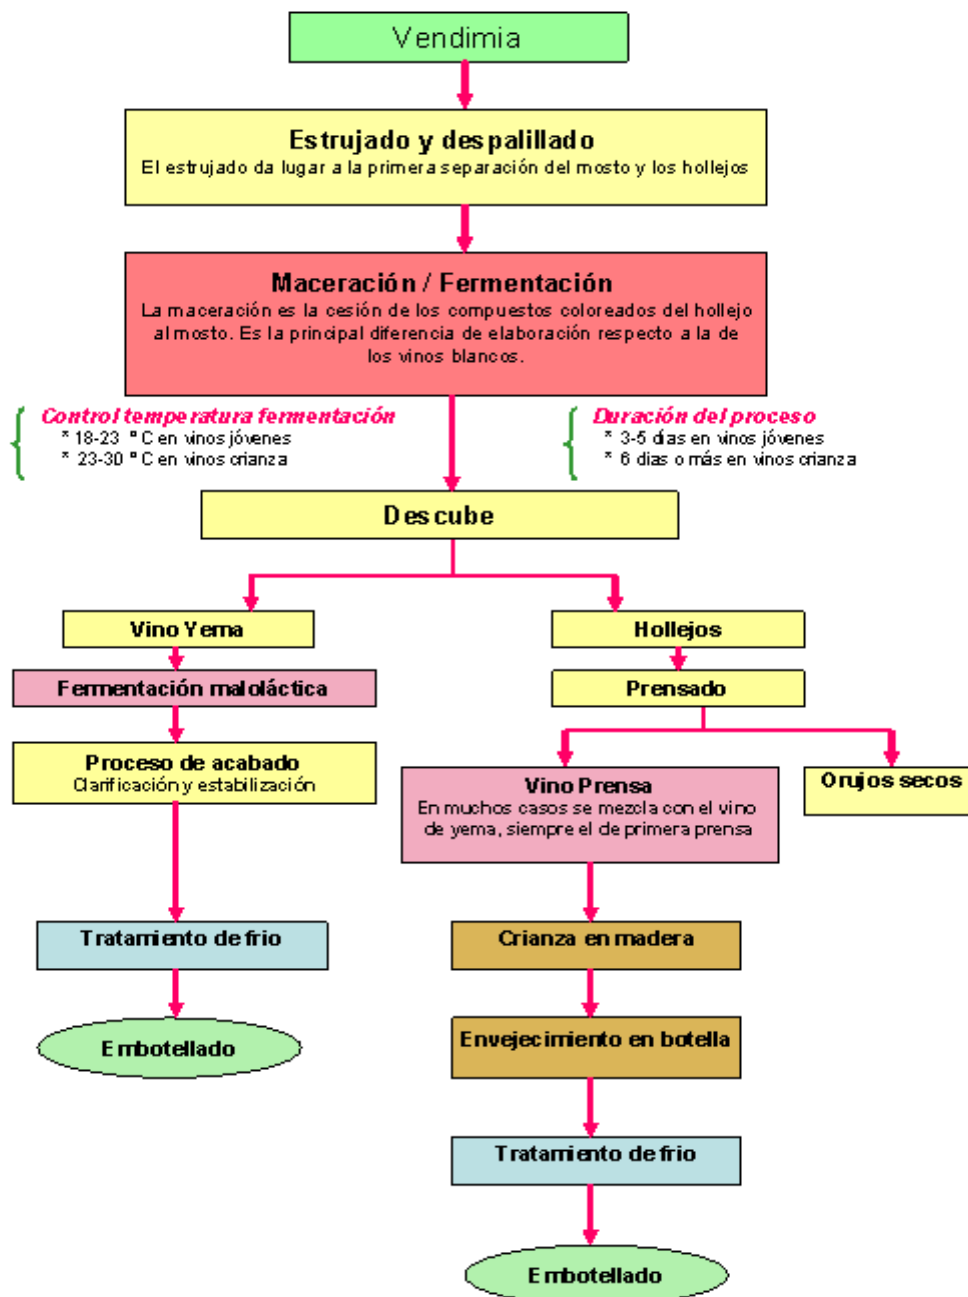 Vendimia
Estrujado y despalillado
El estrujado da lugar a la primera separación del mosto y los hollejos
Maceración / Fermentación
La maceración es la cesión de los compuestos coloreados del hollejo
al mosto. Es la principal diferencia de elaboración respecto a la de
los vinos blancos.
Control temperatura fermentación
* 18-23 ºC en vinos jóvenes
* 23-30 ºC en vinos crianza
Duración del proceso
* 3-5 días en vinos jóvenes
* 6 dias o más en vinos crianza
Descube
Vino Yema
Hollejos
Fermentación maloláctica
Prensado
Proceso de acabado
Clarificación y estabilización
Vino Prensa
En muchos casos se mezcla con el vino
de yema, siempre el de primera prensa
Orujos secos
Tratamiento de frio
Crianza en madera
Embotellado
Envejecimiento en botella
Tratamiento de frio
Embotellado